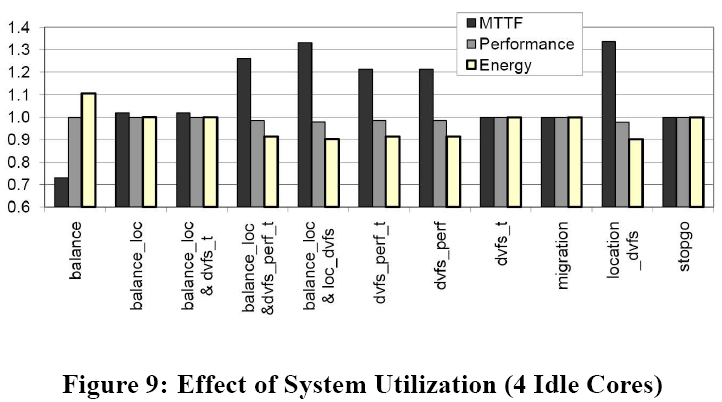 1.4
1.3
1.2
1.1
1.0
0.9
0.8
0.7
0.6
MTTF
Performance
Energy
balance
balance_loc
balance_loc
& dvfs_t
balance_loc
&dvfs_perf_t
balance_loc
& loc_dvfs
dvfs_perf_t
dvfs_perf
dvfs_t
migration
location
_dvfs
stopgo
Figure 9: Effect of System Utilization (4 Idle Cores)